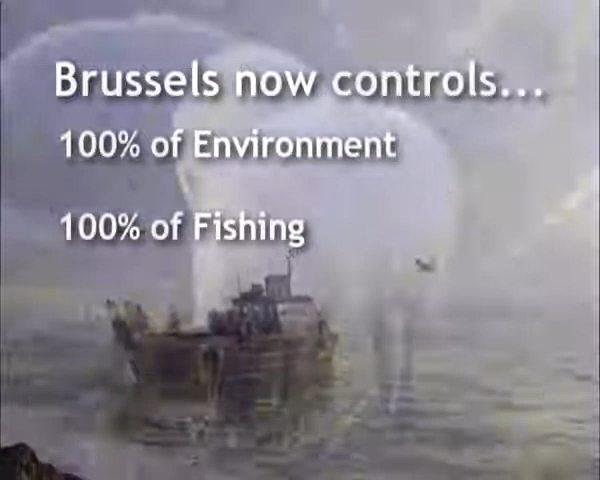 Brussels now controls...
100% of Environment
100% of Fishing